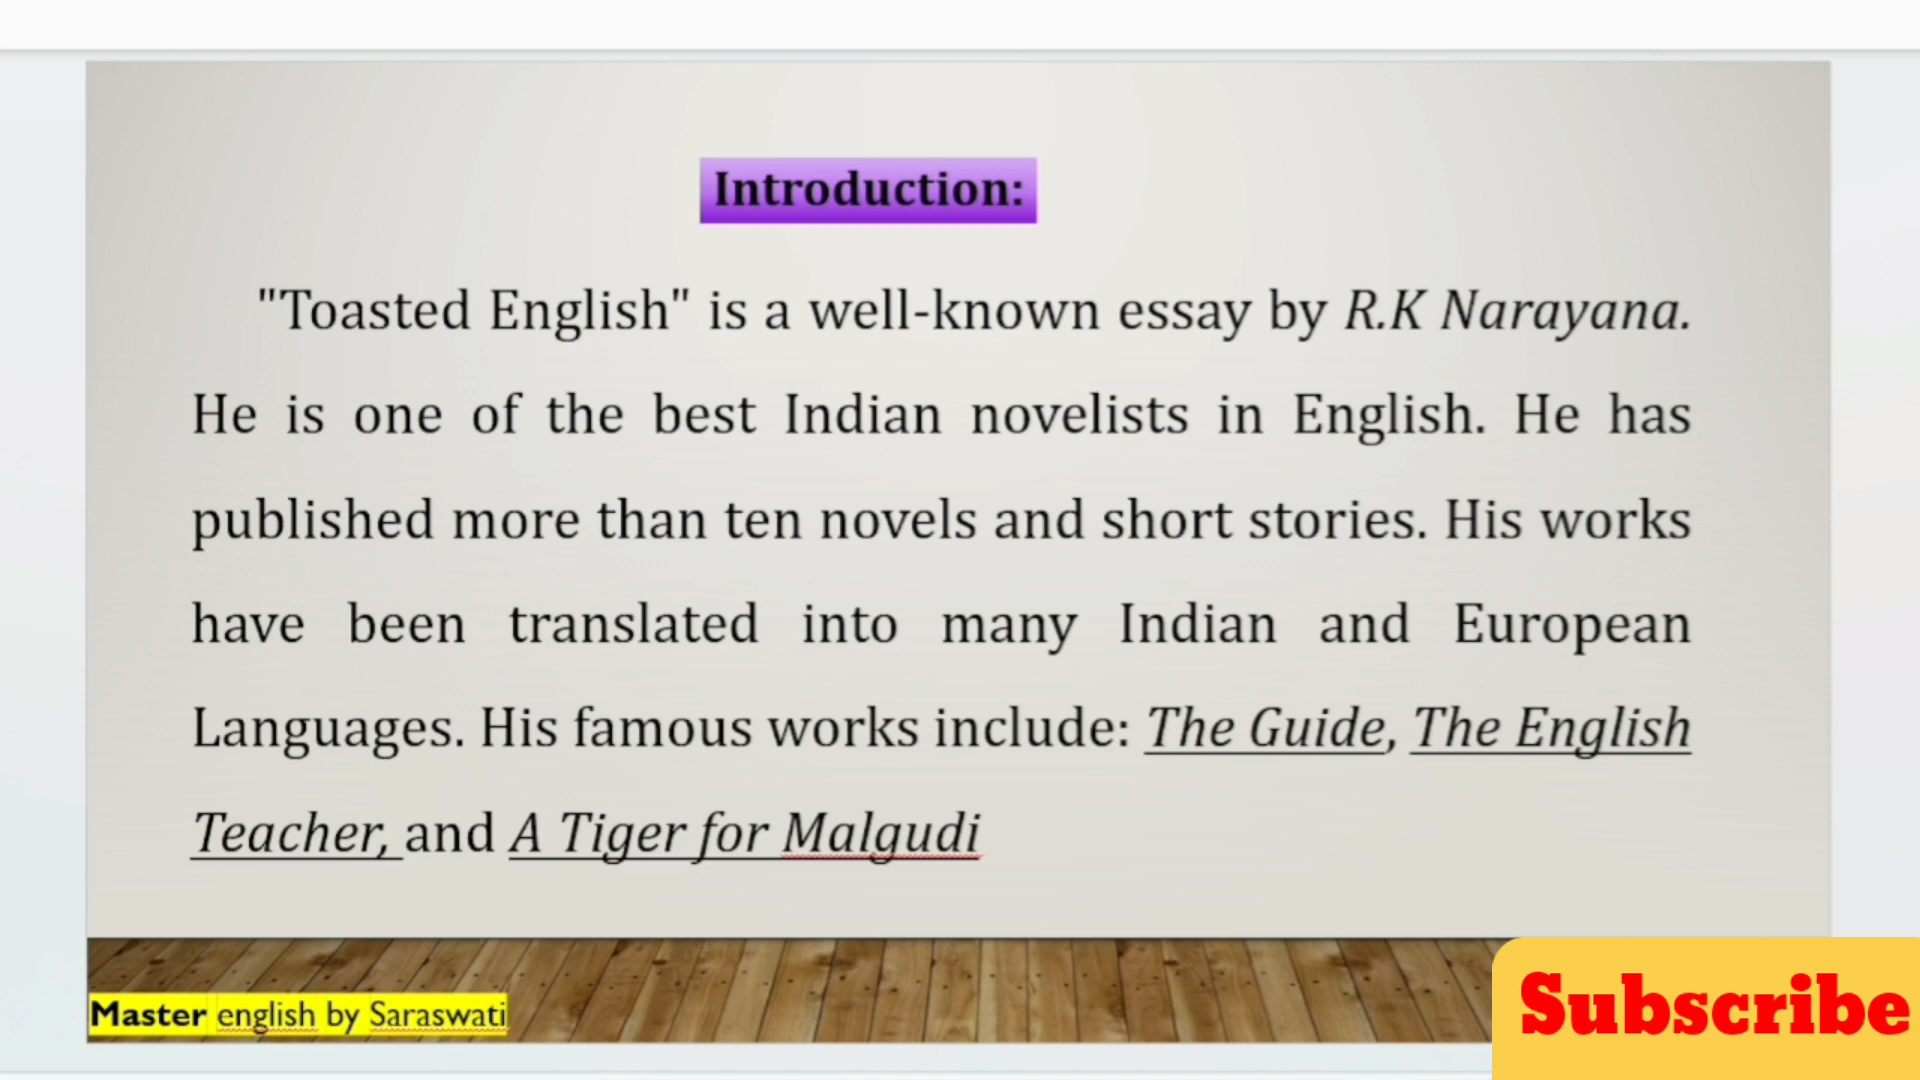 Introduction:
"Toasted English" is a well-known essay by R.K Narayana.
He is one of the best Indian novelists in English. He has
published more than ten novels and short stories. His works
have been translated into many Indian and European
Languages. His famous works include: The Guide, The English
Teacher, and A Tiger for Malgudi
Master english by Saraswati
Subscribe